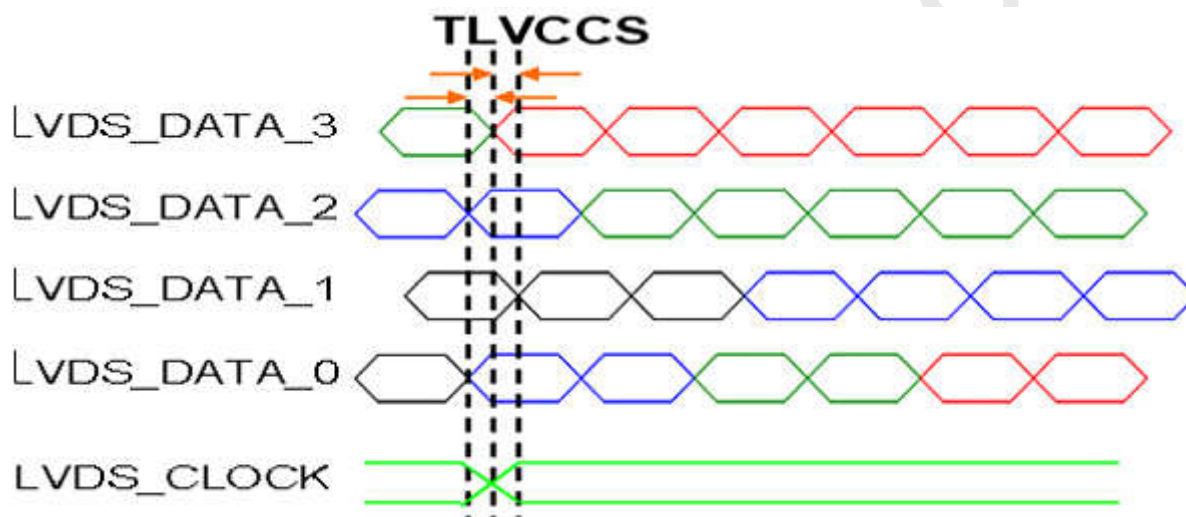 TLVCCS
LVDS_DATA_3
LVDS_DATA_2
LVDS_DATA_1
LVDS_DATA_0
LVDS_CLOCK